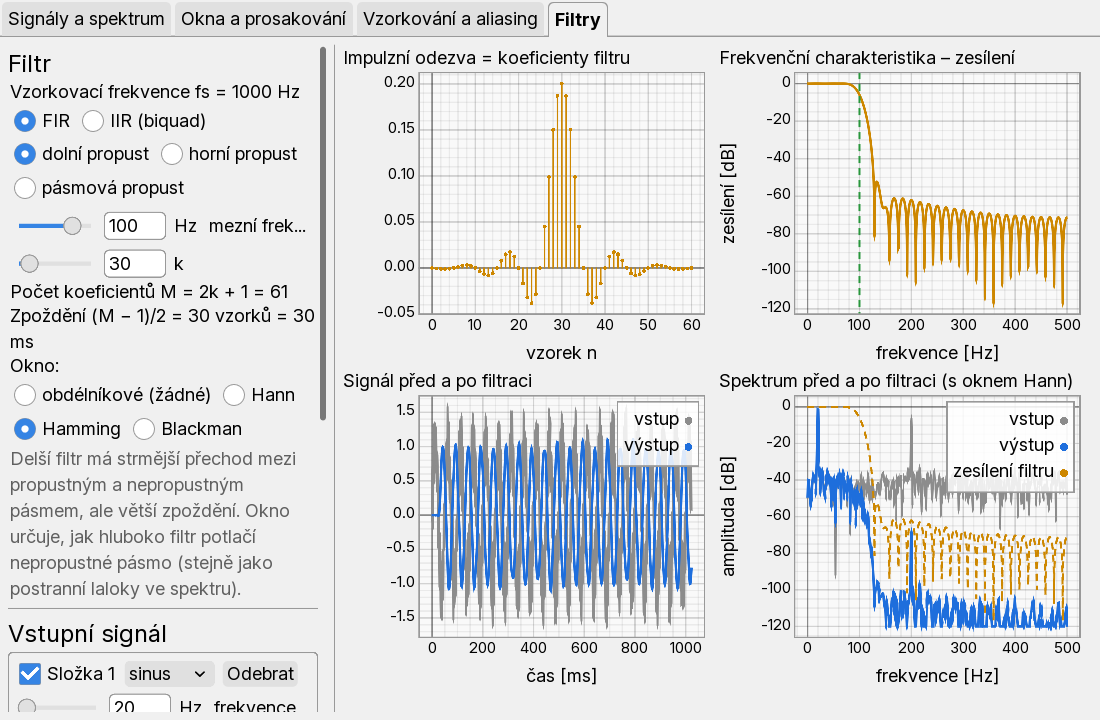 Signály a spektrum
Okna a prosakování
Vzorkování a aliasing
Filtry
Filtr
Vzorkovací frekvence fs = 1000 Hz
FIR
IIR (biquad)
dolní propust
horní propust
pásmová propust
100 Hz mezní frek...
30 k
Počet koeficientů M = 2k + 1 = 61
Zpoždění (M − 1)/2 = 30 vzorků = 30
ms
Okno:
obdélníkové (žádné)
Hann
Hamming
Blackman
Delší filtr má strmější přechod mezi
propustným a nepropustným
pásmem, ale větší zpoždění. Okno
určuje, jak hluboko filtr potlačí
nepropustné pásmo (stejně jako
postranní laloky ve spektru).
Vstupní signál
Složka 1
sinus
Odebrat
20 Hz frekvence
Impulzní odezva = koeficienty filtru
0.20
0.15
0.10
0.05
0.00
-0.05
0 10 20 30 40 50 60
vzorek n
Frekvenční charakteristika – zesílení
zesílení [dB]
0
-20
-40
-60
-80
-100
-120
0 100 200 300 400 500
frekvence [Hz]
Signál před a po filtraci
1.5
1.0
0.5
0.0
-0.5
-1.0
-1.5
vstup
výstup
0 200 400 600 800 1000
čas [ms]
Spektrum před a po filtraci (s oknem Hann)
amplituda [dB]
0
-20
-40
-60
-80
-100
-120
vstup
výstup
zesílení filtru
0 100 200 300 400 500
frekvence [Hz]